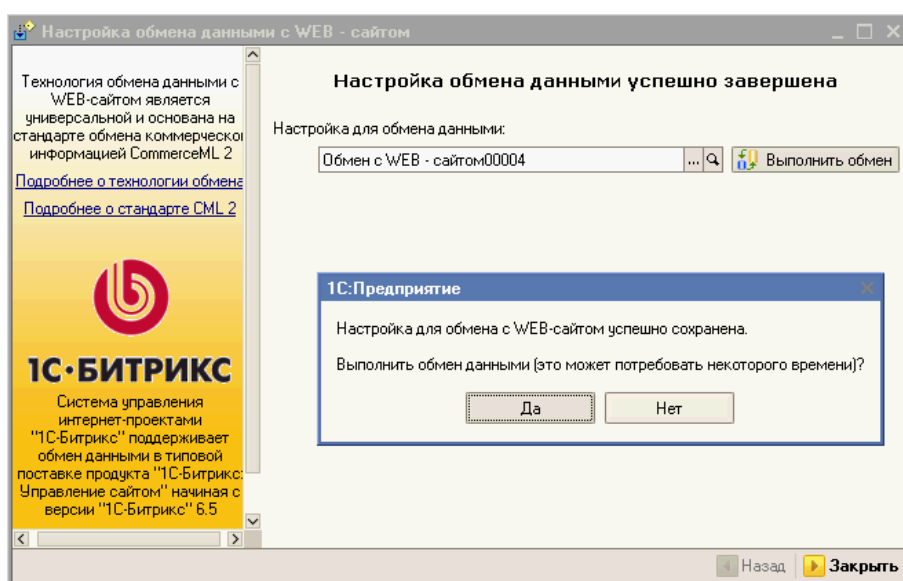 Настройка обмена данными с WEB - сайтом
Технология обмена данными с
WEB-сайтом является
универсальной и основана на
стандарте обмена коммерческой
информацией CommerceML 2
Подробнее о технологии обмена
Подробнее о стандарте CML 2
1С·БИТРИКС
Система управления
интернет-проектами
"1С-Битрикс" поддерживает
обмен данными в типовой
поставке продукта "1С-Битрикс:
Управление сайтом" начиная с
версии "1С-Битрикс" 6.5
Настройка обмена данными успешно завершена
Настройка для обмена данными:
Обмен с WEB - сайтом00004
... Выполнить обмен
1С:Предприятие
Настройка для обмена с WEB-сайтом успешно сохранена.
Выполнить обмен данными (это может потребовать некоторого времени)?
Да Нет
Назад Закрыть